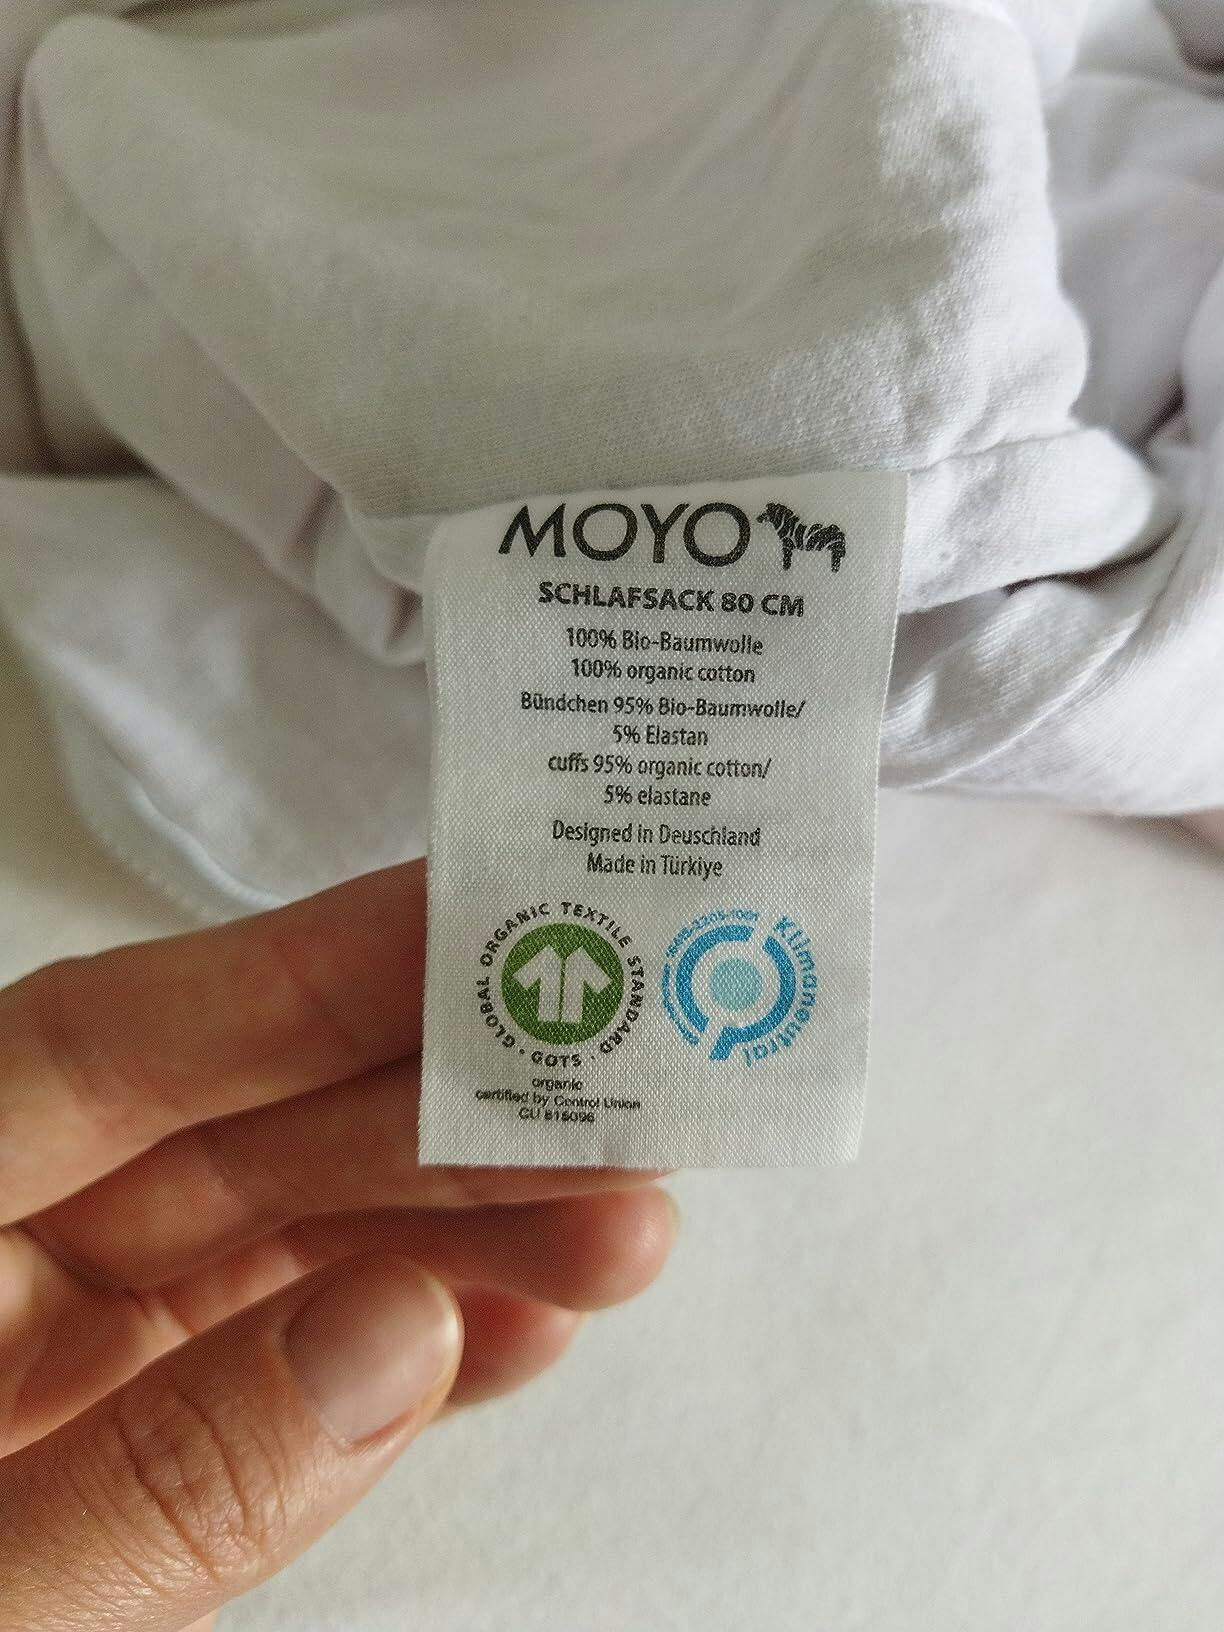 MOYO
SCHLAFSACK 80 CM
100% Bio-Baumwolle
100% organic cotton
Bündchen 95% Bio-Baumwolle/
5% Elastan
cuffs 95% organic cotton/
5% elastane
Designed in Deuschland
Made in Türkiye
GLOBAL ORGANIC TEXTILE STANDARD · GOTS ·
organic
certified by Control Union
CU
Klimaneutral